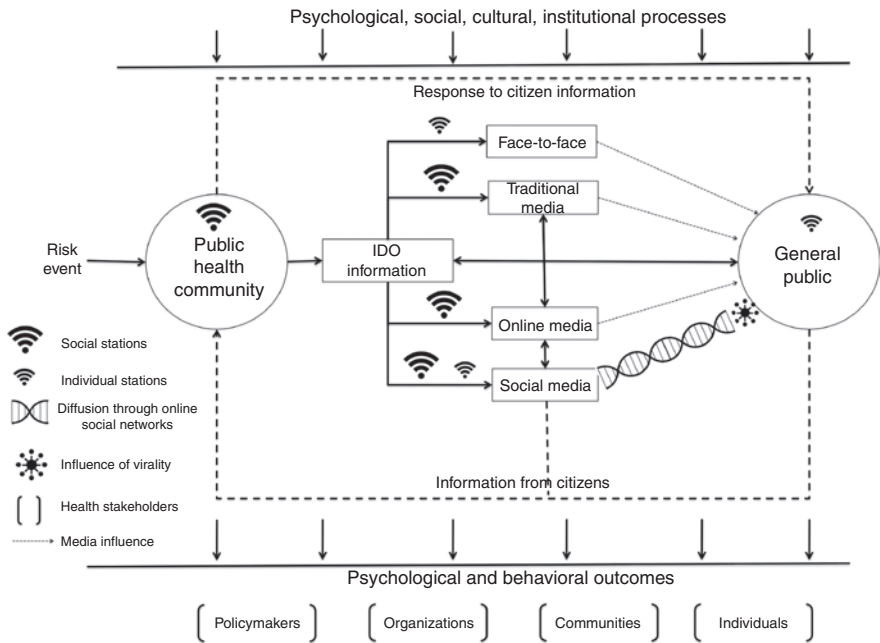 Psychological, social, cultural, institutional processes
Response to citizen information
Face-to-face
Traditional
media
Risk
event
Public
health
community
IDO
information
General
public
Online media
Social media
Social stations
Individual stations
Diffusion through online
social networks
Influence of virality
Health stakeholders
Media influence
Information from citizens
Psychological and behavioral outcomes
Policymakers
Organizations
Communities
Individuals